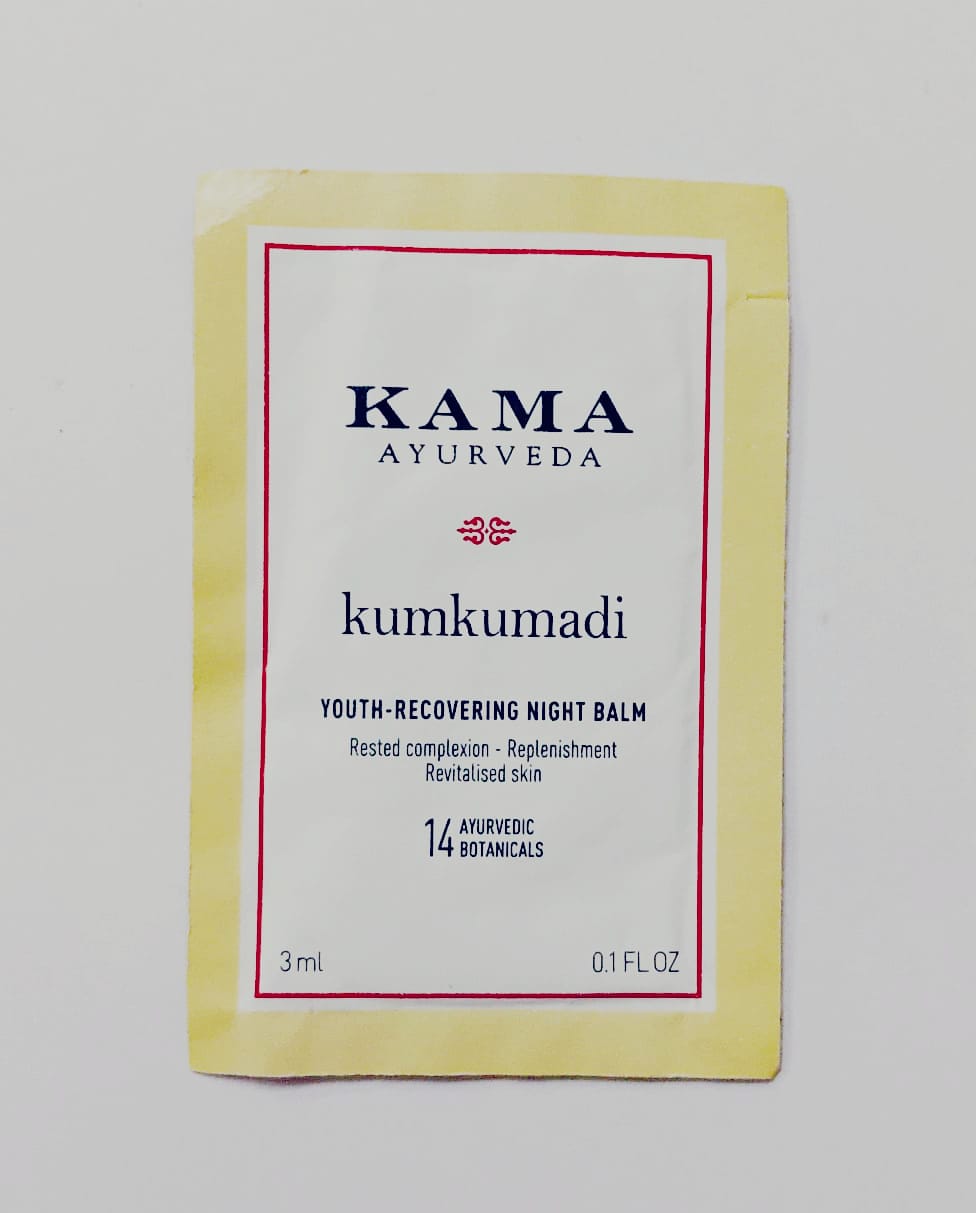 KAMA
AYURVEDA
kumkumadi
YOUTH-RECOVERING NIGHT BALM
Rested complexion - Replenishment
Revitalised skin
14 AYURVEDIC
BOTANICALS
3 ml 0.1 FL OZ